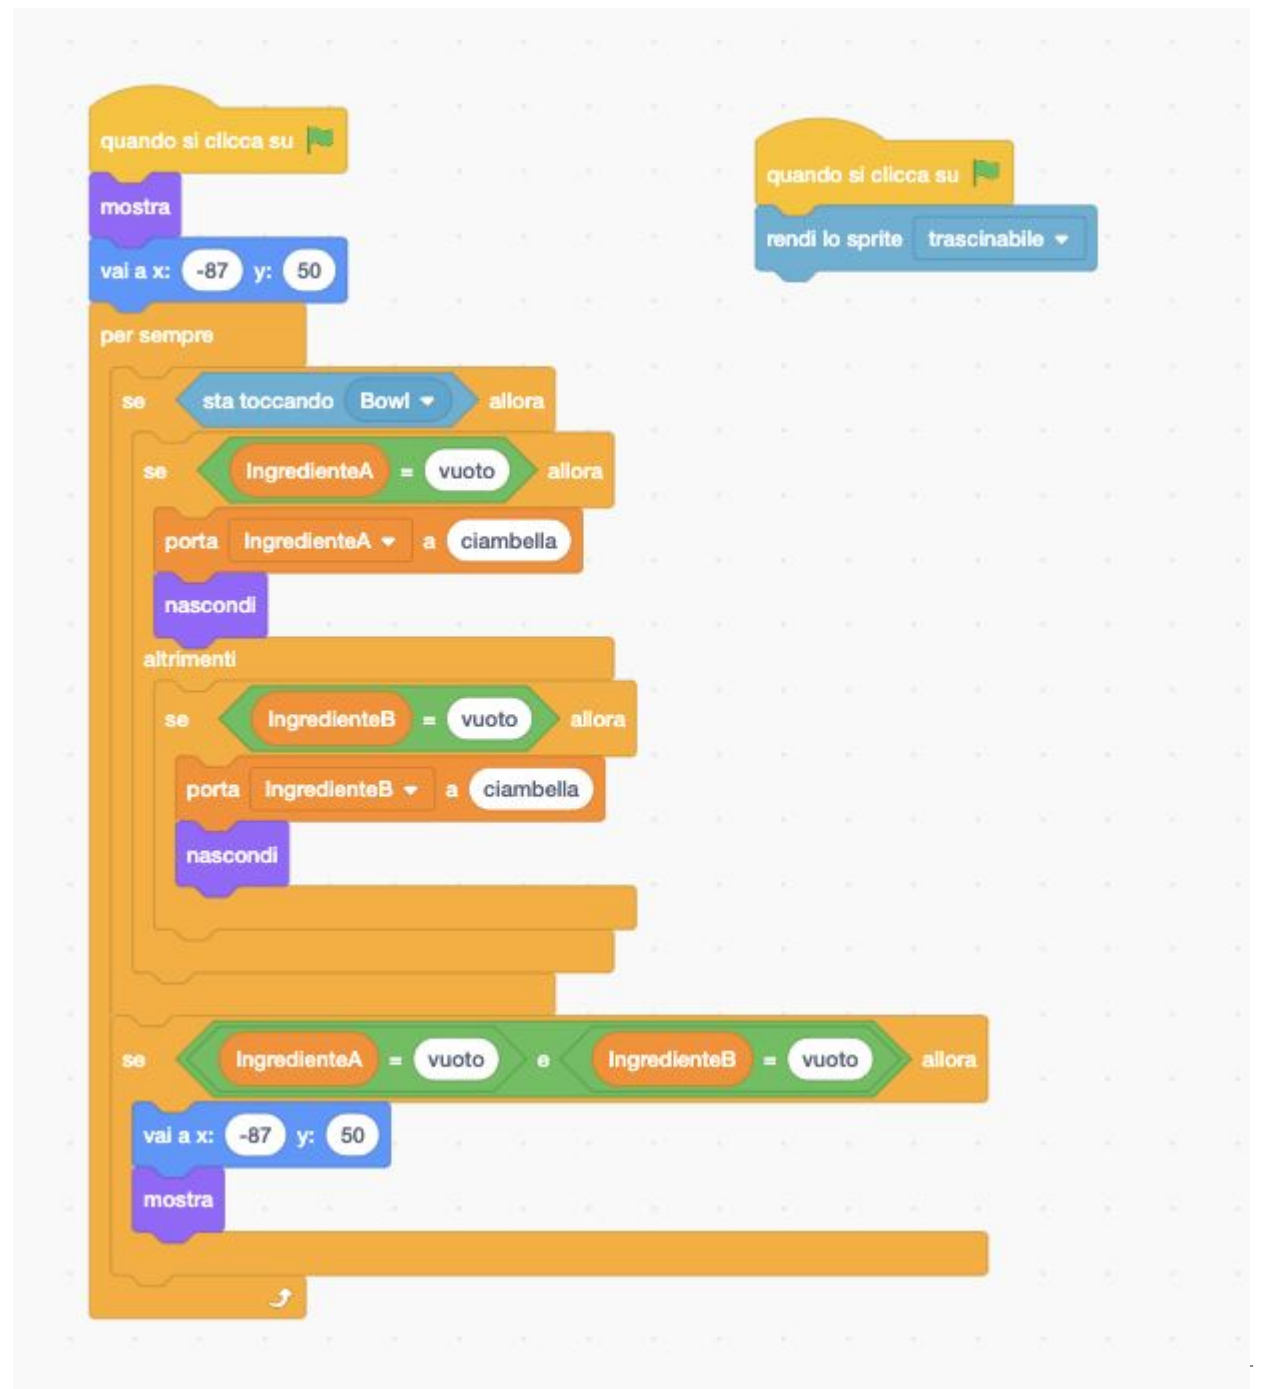 quando si clicca su
mostra
vai a x: -87 y: 50
per sempre
se sta toccando Bowl allora
se IngredienteA = vuoto allora
porta IngredienteA a ciambella
nascondi
altrimenti
se IngredienteB = vuoto allora
porta IngredienteB a ciambella
nascondi
se IngredienteA = vuoto e IngredienteB = vuoto allora
vai a x: -87 y: 50
mostra
quando si clicca su
rendi lo sprite trascinabile